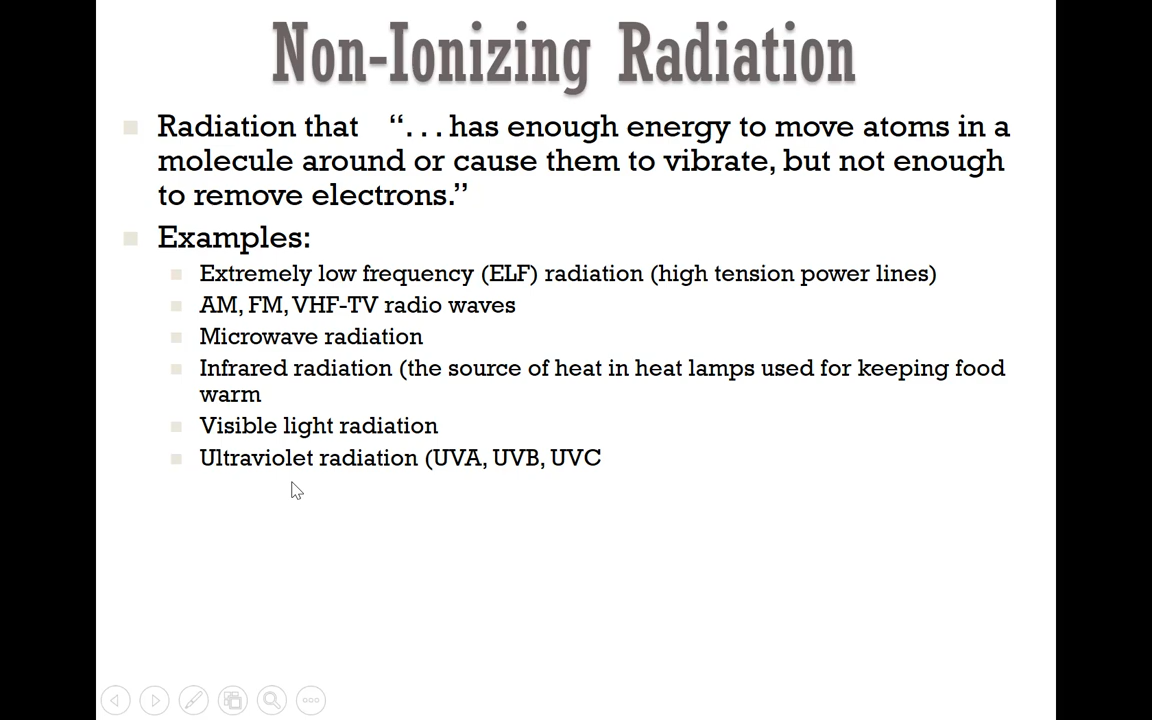 Non-Ionizing Radiation
Radiation that “. . . has enough energy to move atoms in a
molecule around or cause them to vibrate, but not enough
to remove electrons.”
Examples:
Extremely low frequency (ELF) radiation (high tension power lines)
AM, FM, VHF-TV radio waves
Microwave radiation
Infrared radiation (the source of heat in heat lamps used for keeping food
warm
Visible light radiation
Ultraviolet radiation (UVA, UVB, UVC